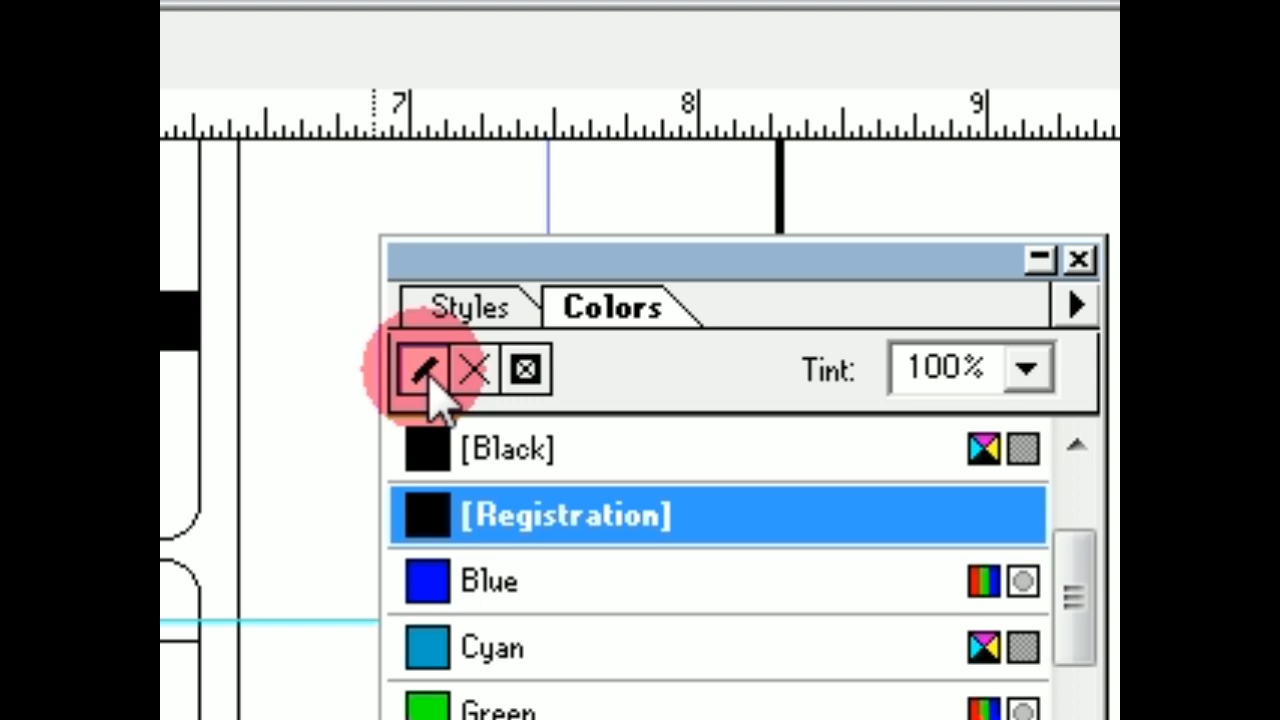 7 8 9
Styles Colors
Tint: 100%
[Black]
[Registration]
Blue
Cyan
Green